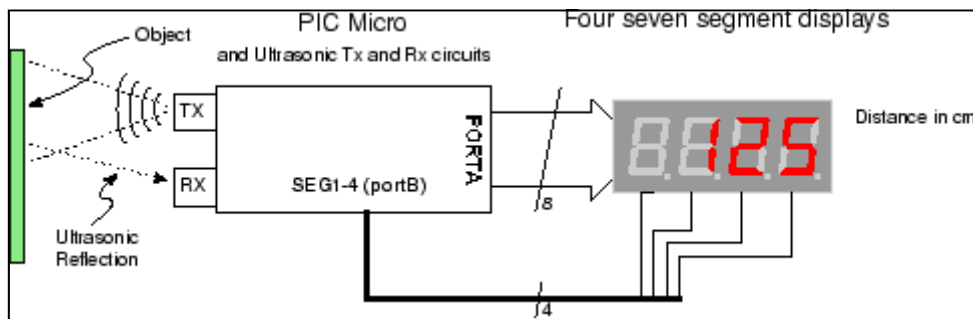 PIC Micro
and Ultrasonic Tx and Rx circuits
Four seven segment displays
Object
TX
RX
PORTA
SEG1-4 (portB)
8
125
Distance in cm
Ultrasonic
Reflection
4